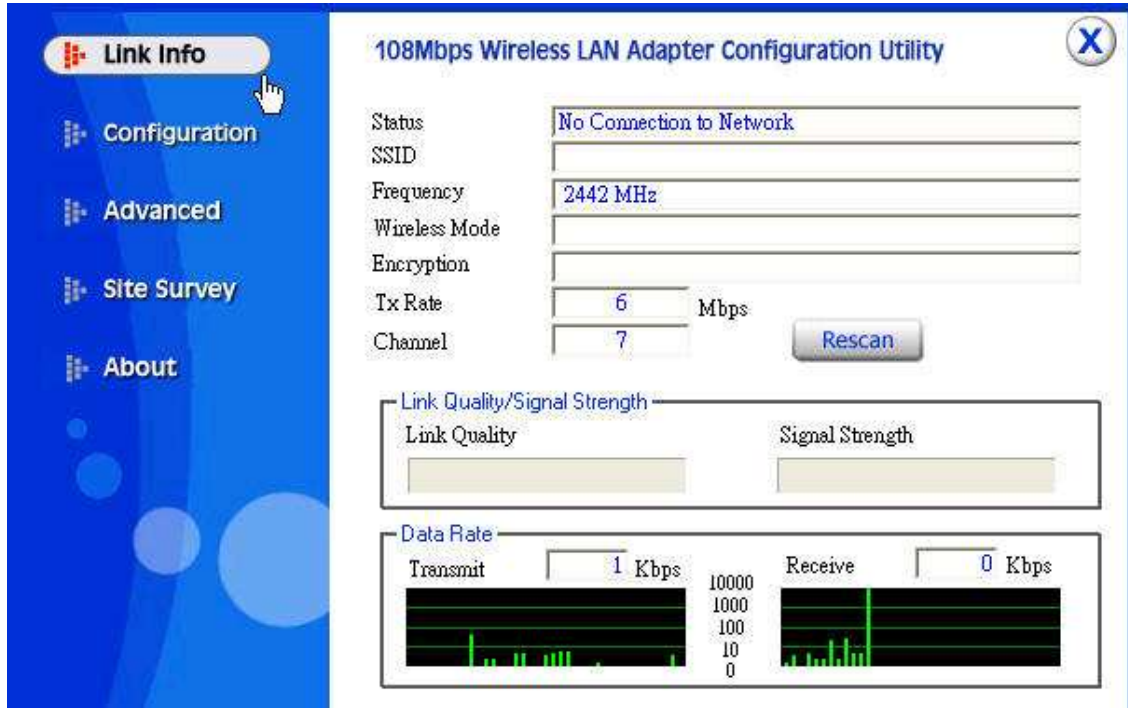 Link Info
Configuration
Advanced
Site Survey
About
108Mbps Wireless LAN Adapter Configuration Utility
X
Status No Connection to Network
SSID
Frequency 2442 MHz
Wireless Mode
Encryption
Tx Rate 6 Mbps
Channel 7 Rescan
Link Quality/Signal Strength
Link Quality Signal Strength
Data Rate
Transmit 1 Kbps Receive 0 Kbps
10000
1000
100
10
0